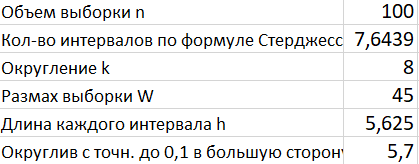 Объем выборки n 100
Кол-во интервалов по формуле Стерджесс 7,6439
Округление k 8
Размах выборки W 45
Длина каждого интервала h 5,625
Округлив с точн. до 0,1 в большую сторону 5,7